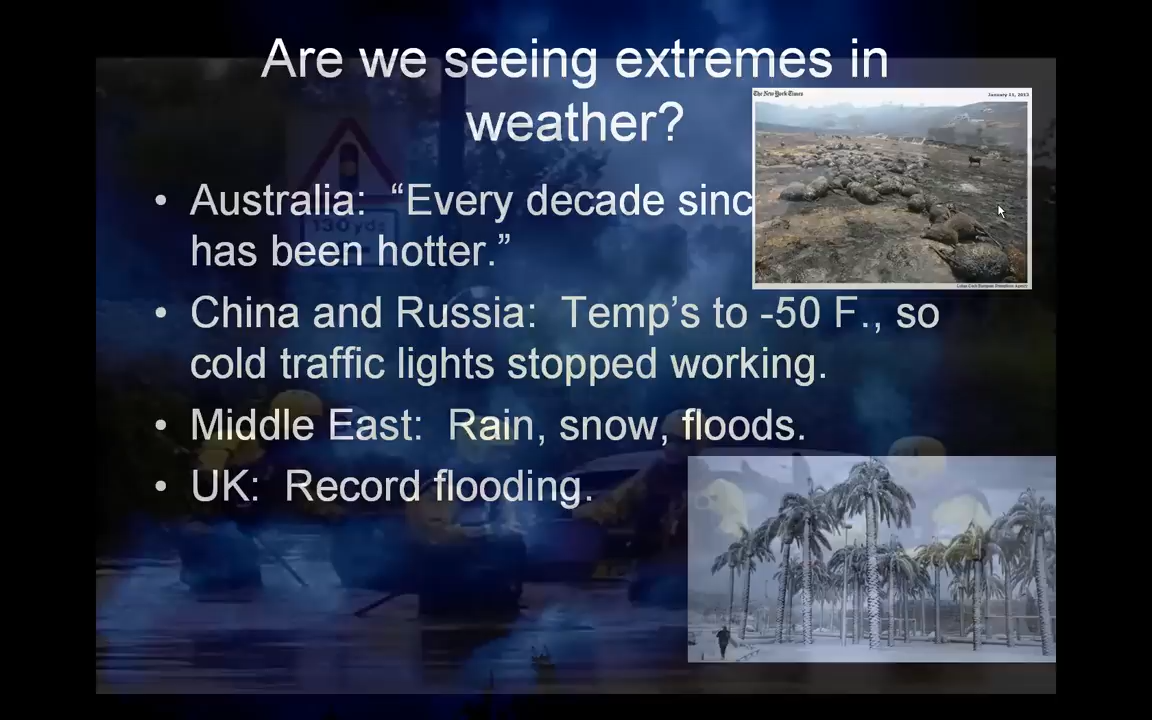 Are we seeing extremes in
weather?
The New York Times
January 11, 2013
• Australia: “Every decade sinc
has been hotter.”
130 yds
• China and Russia: Temp’s to -50 F., so
cold traffic lights stopped working.
• Middle East: Rain, snow, floods.
• UK: Record flooding.